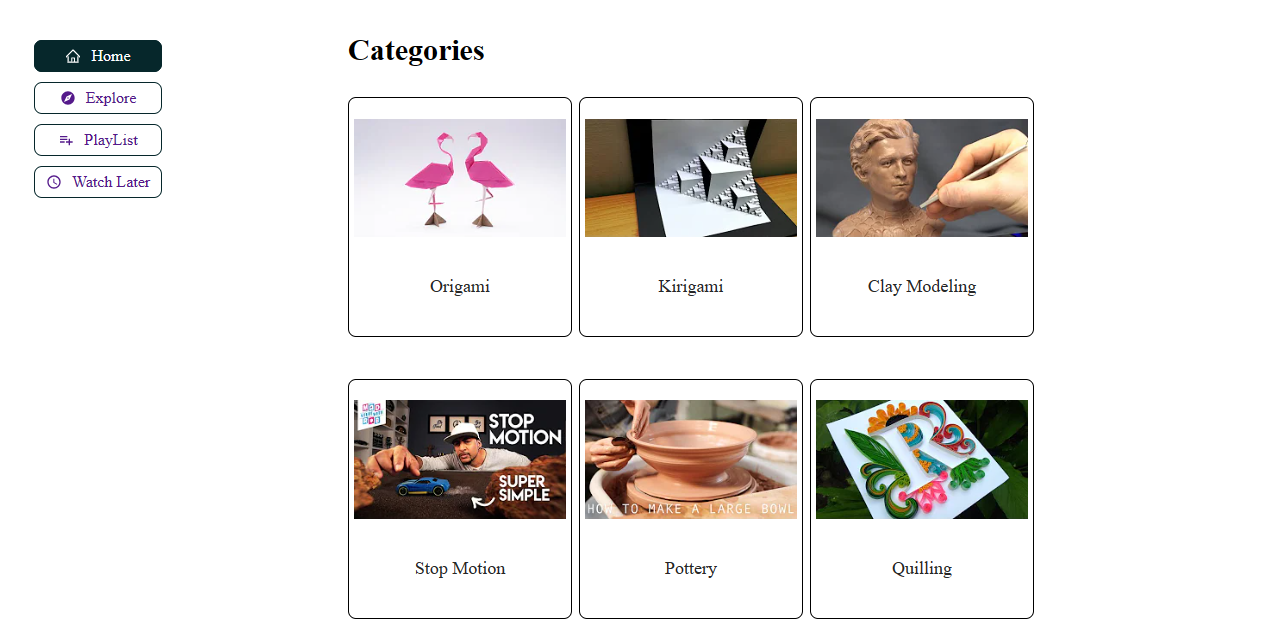 Home
Explore
PlayList
Watch Later
Categories
Origami
Kirigami
Clay Modeling
STOP
MOTION
SUPER
SIMPLE
Stop Motion
HOW TO MAKE A LARGE BOWL
Pottery
Quilling